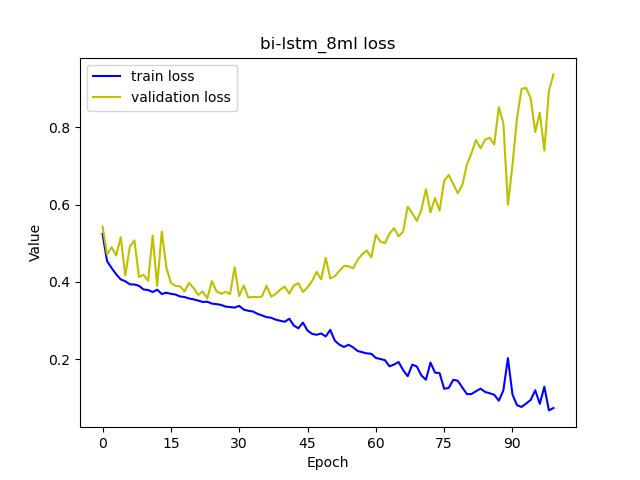 bi-lstm_8ml loss
train loss
validation loss
Value
0.8
0.6
0.4
0.2
0 15 30 45 60 75 90
Epoch